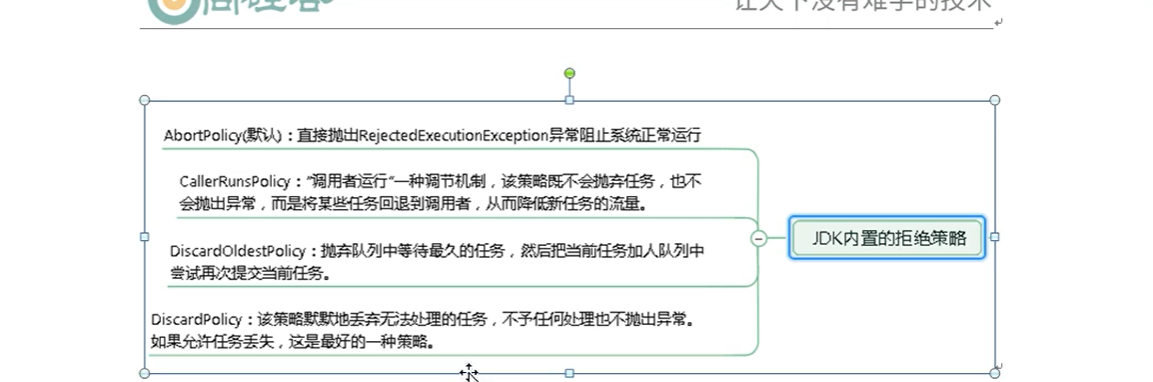 让天下没有难学的技术
AbortPolicy(默认)：直接抛出RejectedExecutionException异常阻止系统正常运行
CallerRunsPolicy："调用者运行"一种调节机制，该策略既不会抛弃任务，也不
会抛出异常，而是将某些任务回退到调用者，从而降低新任务的流量。
DiscardOldestPolicy：抛弃队列中等待最久的任务，然后把当前任务加人队列中
尝试再次提交当前任务。
JDK内置的拒绝策略
DiscardPolicy：该策略默默地丢弃无法处理的任务，不予任何处理也不抛出异常。
如果允许任务丢失，这是最好的一种策略。